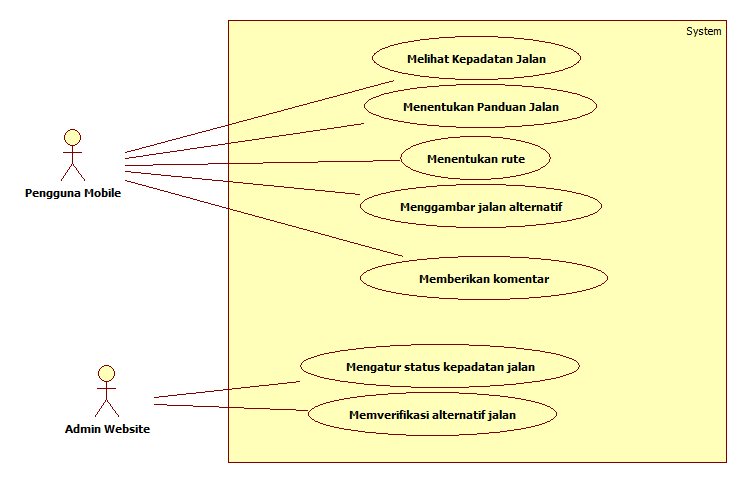 System
Melihat Kepadatan Jalan
Menentukan Panduan Jalan
Menentukan rute
Pengguna Mobile
Menggambar jalan alternatif
Memberikan komentar
Mengatur status kepadatan jalan
Memverifikasi alternatif jalan
Admin Website